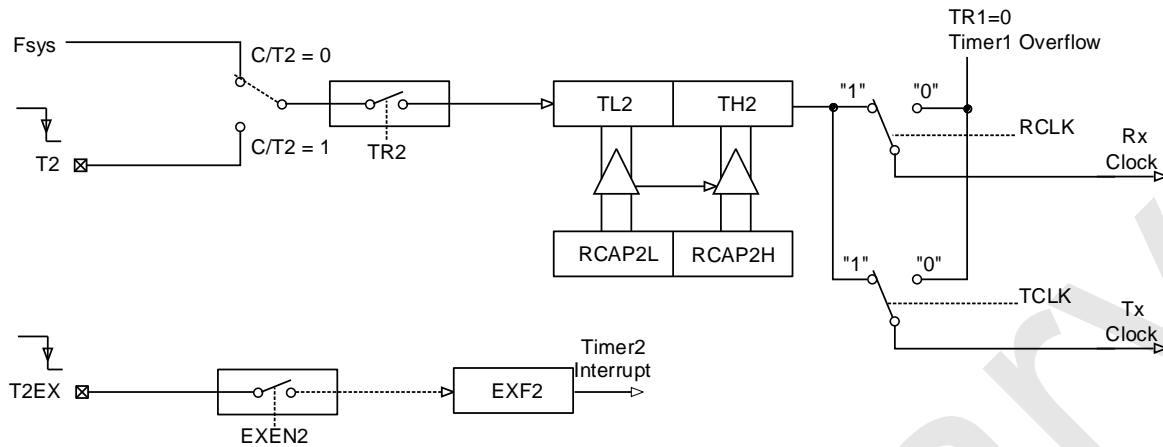 TR1=0
Timer1 Overflow
Fsys
C/T2 = 0
TL2
TH2
"1"
"0"
RCLK
Rx
Clock
T2
C/T2 = 1
TR2
RCAP2L
RCAP2H
"1"
"0"
TCLK
Tx
Clock
Timer2
Interrupt
T2EX
EXF2
EXEN2